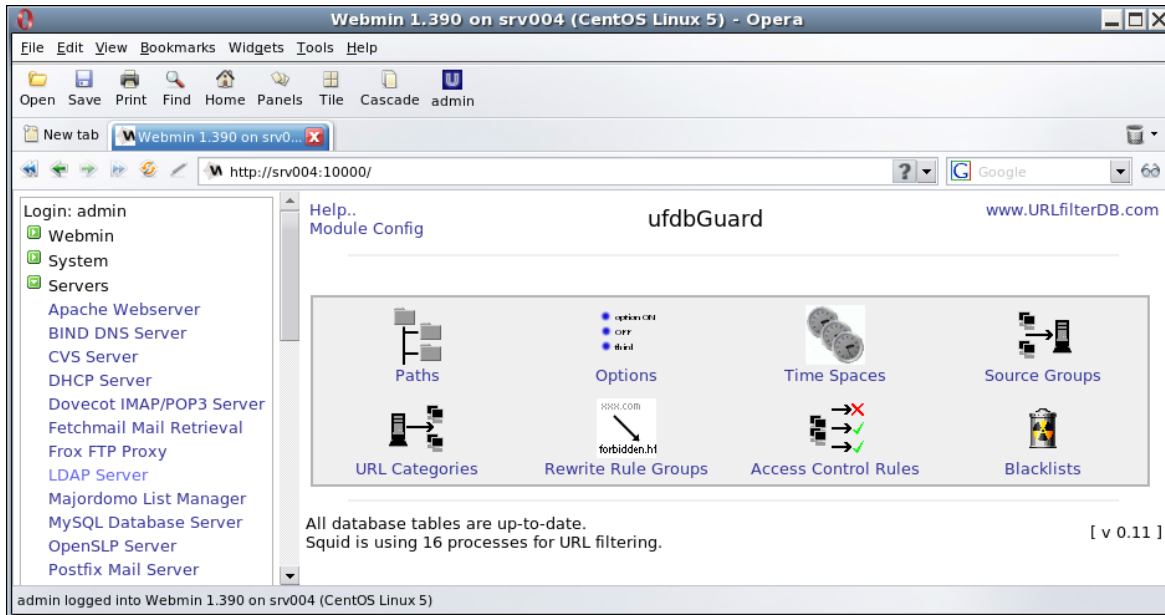 Webmin 1.390 on srv004 (CentOS Linux 5) - Opera
File Edit View Bookmarks Widgets Tools Help
Open Save Print Find Home Panels Tile Cascade admin
New tab Webmin 1.390 on srv0...
http://srv004:10000/ ? G Google
Login: admin
Webmin
System
Servers
Apache Webserver
BIND DNS Server
CVS Server
DHCP Server
Dovecot IMAP/POP3 Server
Fetchmail Mail Retrieval
Frox FTP Proxy
LDAP Server
Majordomo List Manager
MySQL Database Server
OpenSLP Server
Postfix Mail Server
Help..
Module Config
ufdbGuard
www.URLfilterDB.com
option ON
OFF
third
Paths Options Time Spaces Source Groups
xxx.com
forbidden.ht
URL Categories Rewrite Rule Groups Access Control Rules Blacklists
All database tables are up-to-date.
Squid is using 16 processes for URL filtering.
[ v 0.11 ]
admin logged into Webmin 1.390 on srv004 (CentOS Linux 5)